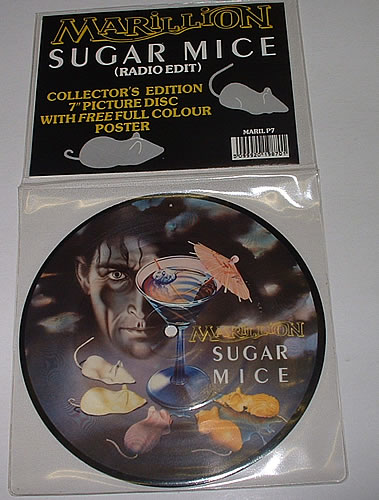 MARILLION
SUGAR MICE
(RADIO EDIT)
COLLECTOR'S EDITION
7" PICTURE DISC
WITH FREE FULL COLOUR
POSTER
MARIL P7
MARILLION
SUGAR
MICE